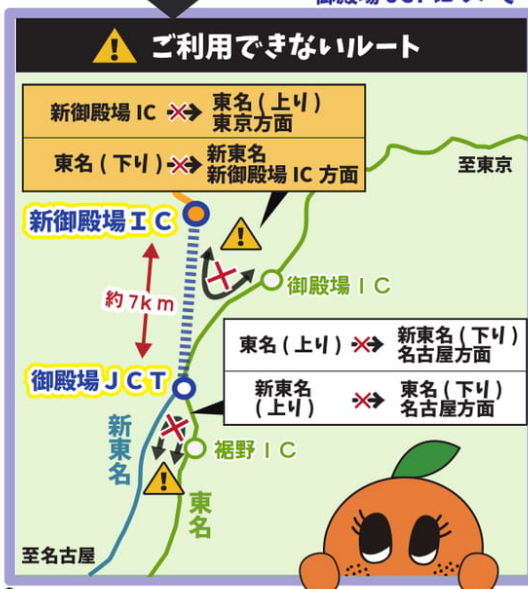 ご利用できないルート
新御殿場 IC
東名(上り)
東京方面
東名(下り)
新東名
新御殿場 IC 方面
至東京
新御殿場IC
御殿場IC
約7km
東名(上り)
新東名(下り)
名古屋方面
新東名
(上り)
東名(下り)
名古屋方面
御殿場JCT
新東名
裾野IC
東名
至名古屋